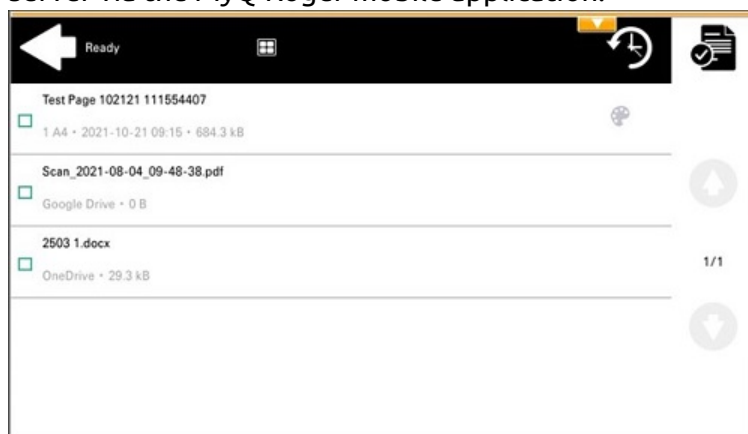 server via the MyQ Roger mobile application.
Ready
Test Page 102121 111554407
1 A4 • 2021-10-21 09:15 • 684.3 kB
Scan_2021-08-04_09-48-38.pdf
Google Drive • 0 B
2503 1.docx
OneDrive • 29.3 kB
1/1